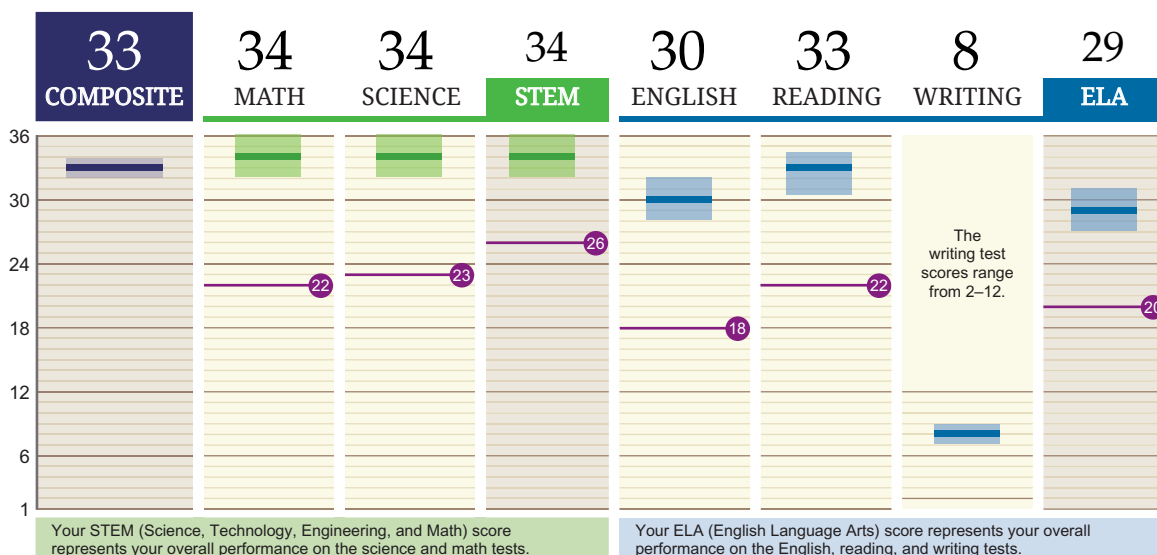 33 34 34 34 30 33 8 29
COMPOSITE MATH SCIENCE STEM ENGLISH READING WRITING ELA
36
30
26
24
23
22 22
The
writing test
scores range
from 2–12.
20
18 18
12
6
1
Your STEM (Science, Technology, Engineering, and Math) score
represents your overall performance on the science and math tests.
Your ELA (English Language Arts) score represents your overall
performance on the English, reading, and writing tests.